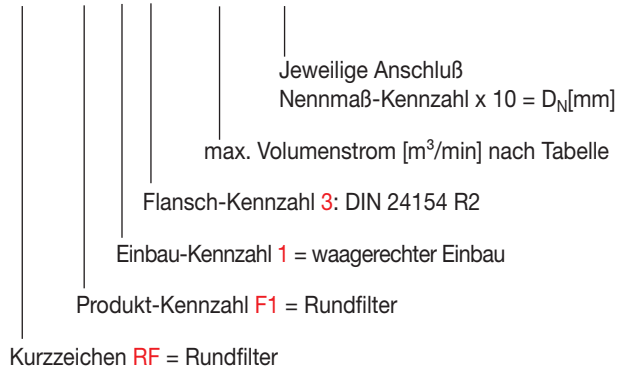 Jeweilige Anschluß
Nennmaß-Kennzahl x 10 = D_N[mm]
max. Volumenstrom [m³/min] nach Tabelle
Flansch-Kennzahl 3: DIN 24154 R2
Einbau-Kennzahl 1 = waagerechter Einbau
Produkt-Kennzahl F1 = Rundfilter
Kurzzeichen RF = Rundfilter